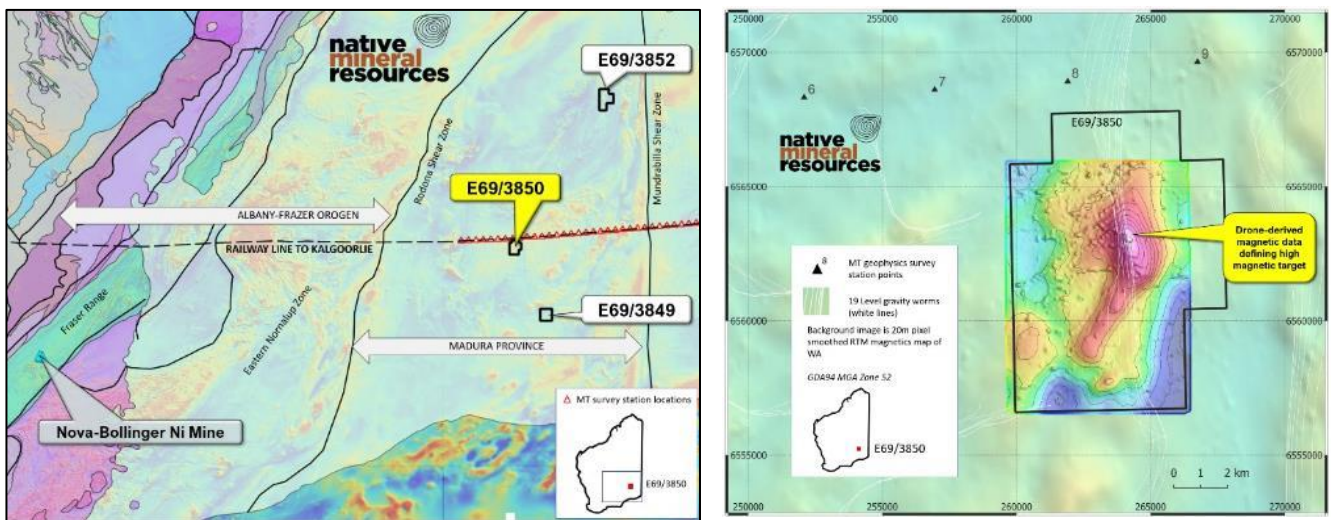 native
mineral
resources
E69/3852
Rodona Shear Zone
Mundrabilla Shear Zone
E69/3850
ALBANY-FRAZER OROGEN
RAILWAY LINE TO KALGOORLIE
Fraser Range
Eastern Nornalup Zone
E69/3849
MADURA PROVINCE
Nova-Bollinger Ni Mine
MT survey station locations
E69/3850
250000
255000
260000
265000
270000
6570000
6570000
6
7
8
9
native
mineral
resources
E69/3850
6565000
6565000
Drone-derived
magnetic data
defining high
magnetic target
8
MT geophysics survey
station points
19 Level gravity worms
(white lines)
Background image is 20m pixel
smoothed RTM magnetics map of
WA
GDA94 MGA Zone 52
E69/3850
6560000
6560000
6555000
6555000
0 1 2 km
250000
255000
260000
265000
270000